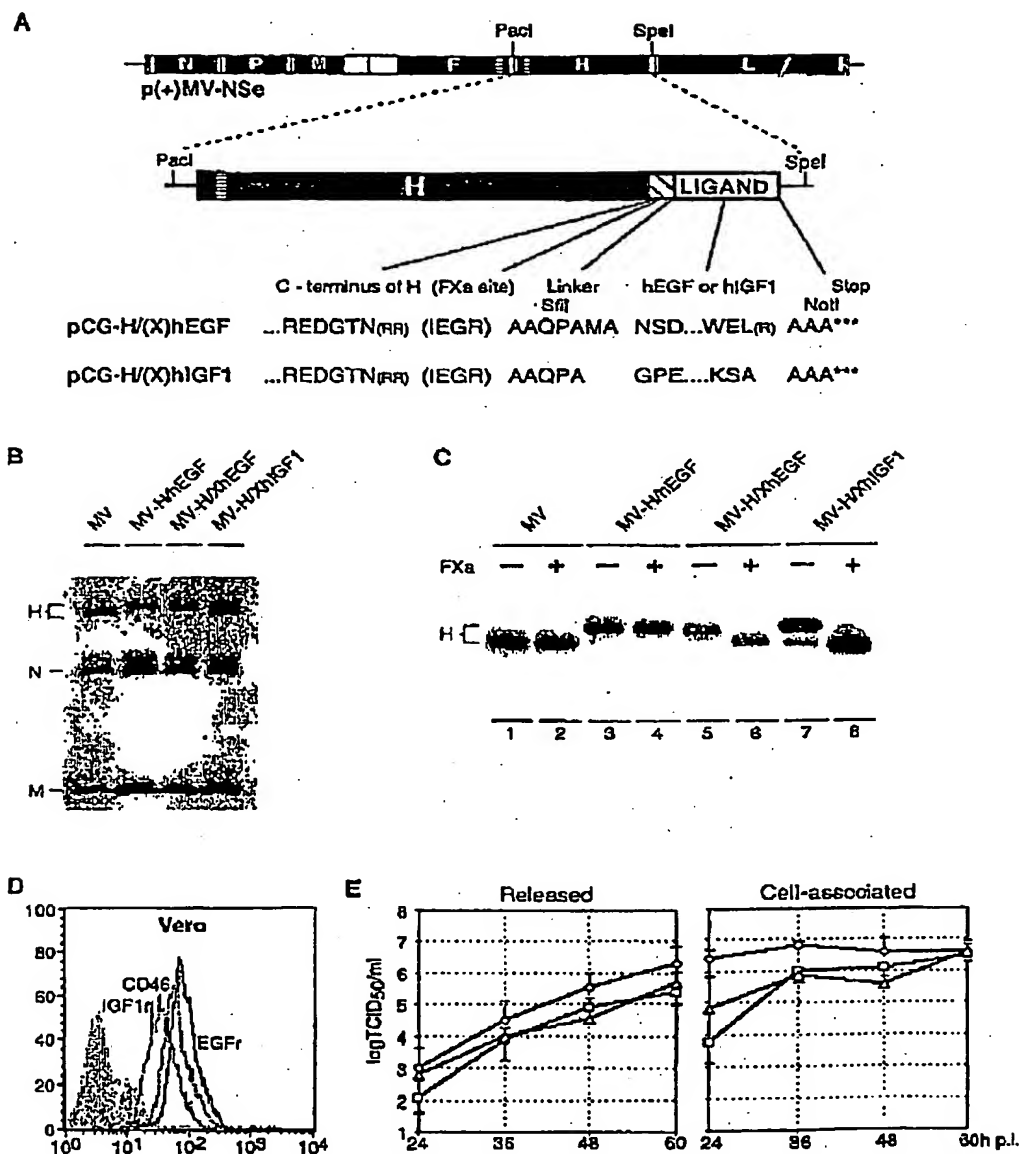 A
PacI SpeI
N P M F H L
p(+)MV-NSe
PacI SpeI
H LIGAND
C - terminus of H (FXa site) Linker hEGF or hIGF1 Stop
SfiI NotI
pCG-H/(X)hEGF ...REDGTN(RR) (IEGR) AAQPAMA NSD...WEL(R) AAA***
pCG-H/(X)hIGF1 ...REDGTN(RR) (IEGR) AAQPA GPE....KSA AAA***
B
MV MV-H/hEGF MV-H/XhEGF MV-H/XhIGF1
H
N
M
C
MV MV-H/hEGF MV-H/XhEGF MV-H/XhIGF1
FXa − + − + − + − +
H
1 2 3 4 5 6 7 8
D
Vero
100
80
60
40
20
0
CD46
IGF1r
EGFr
10⁰ 10¹ 10² 10³ 10⁴
E
Released Cell-associated
logTCID₅₀/ml
8
7
6
5
4
3
2
1
24 36 48 60 24 36 48 60h p.i.